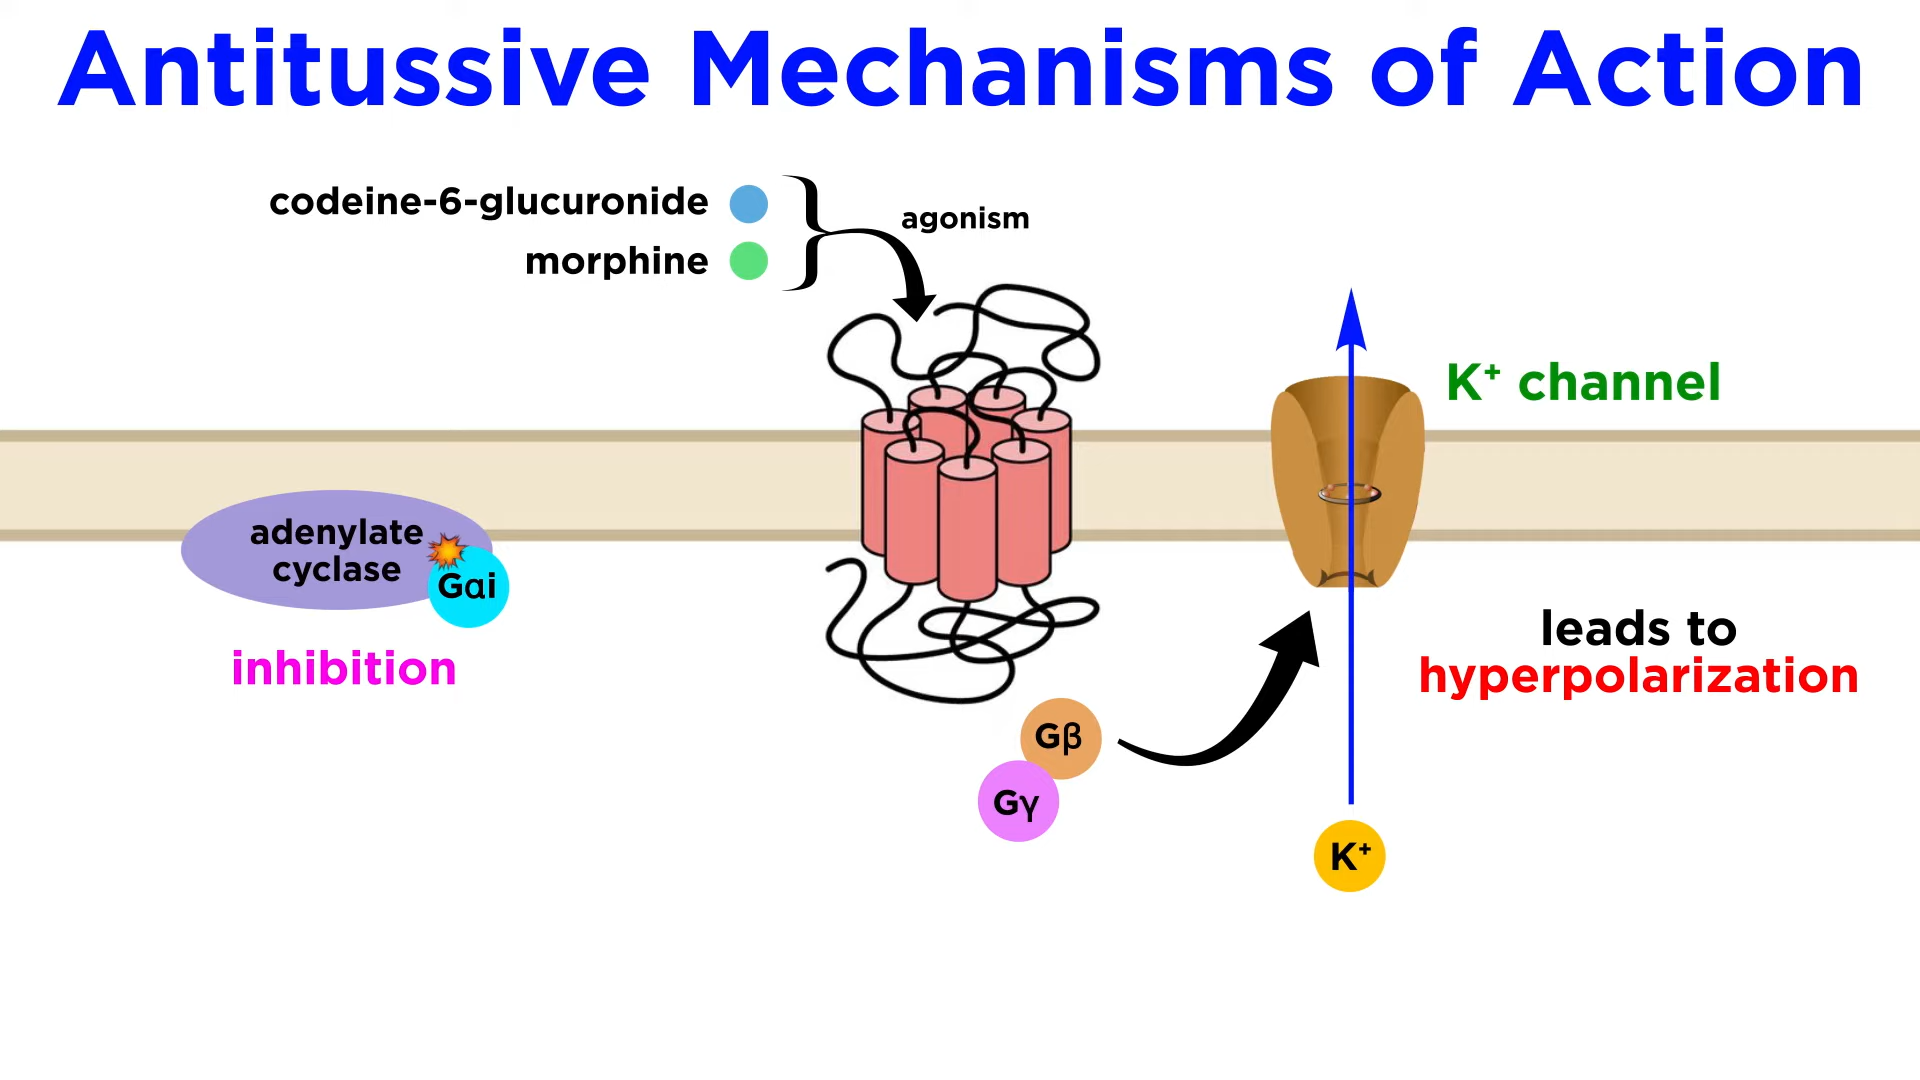 Antitussive Mechanisms of Action
codeine-6-glucuronide
morphine
agonism
K⁺ channel
adenylate
cyclase
Gαi
inhibition
leads to
hyperpolarization
Gβ
Gγ
K⁺